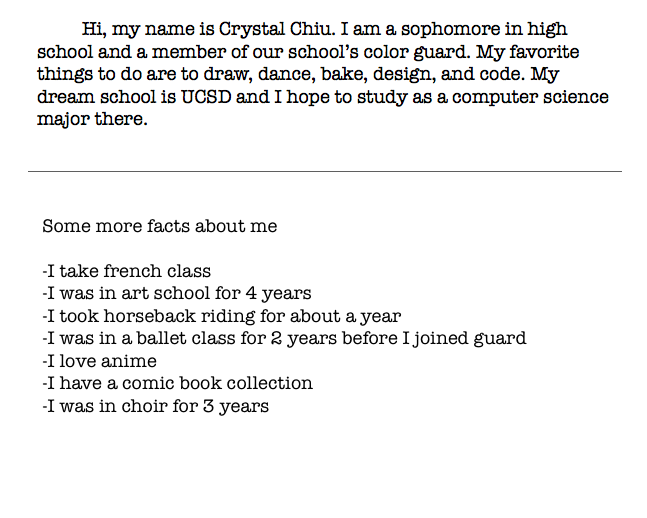 Hi, my name is Crystal Chiu. I am a sophomore in high
school and a member of our school's color guard. My favorite
things to do are to draw, dance, bake, design, and code. My
dream school is UCSD and I hope to study as a computer science
major there.
Some more facts about me
-I take french class
-I was in art school for 4 years
-I took horseback riding for about a year
-I was in a ballet class for 2 years before I joined guard
-I love anime
-I have a comic book collection
-I was in choir for 3 years